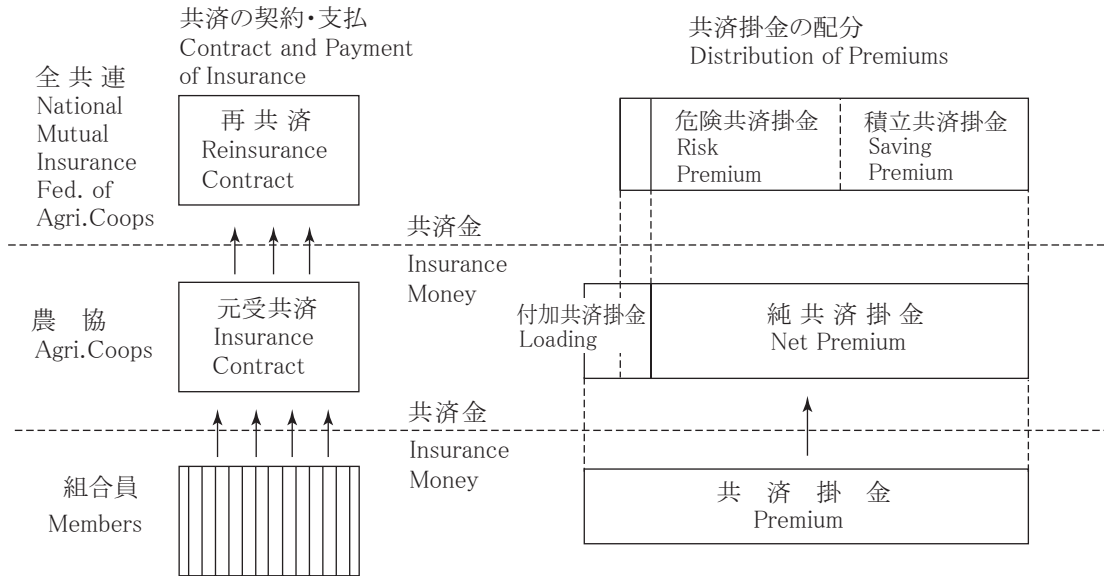 共済の契約・支払
Contract and Payment
of Insurance
共済掛金の配分
Distribution of Premiums
全共連
National
Mutual
Insurance
Fed. of
Agri.Coops
再共済
Reinsurance
Contract
危険共済掛金
Risk
Premium
積立共済掛金
Saving
Premium
共済金
Insurance
Money
農協
Agri.Coops
元受共済
Insurance
Contract
付加共済掛金
Loading
純共済掛金
Net Premium
共済金
Insurance
Money
組合員
Members
共済掛金
Premium